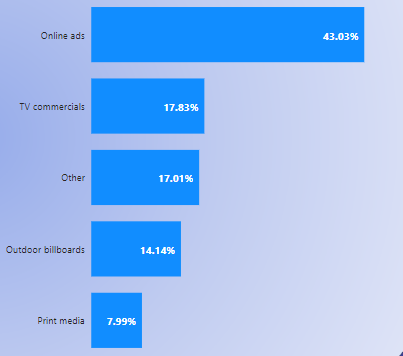 Online ads 43.03%
TV commercials 17.83%
Other 17.01%
Outdoor billboards 14.14%
Print media 7.99%